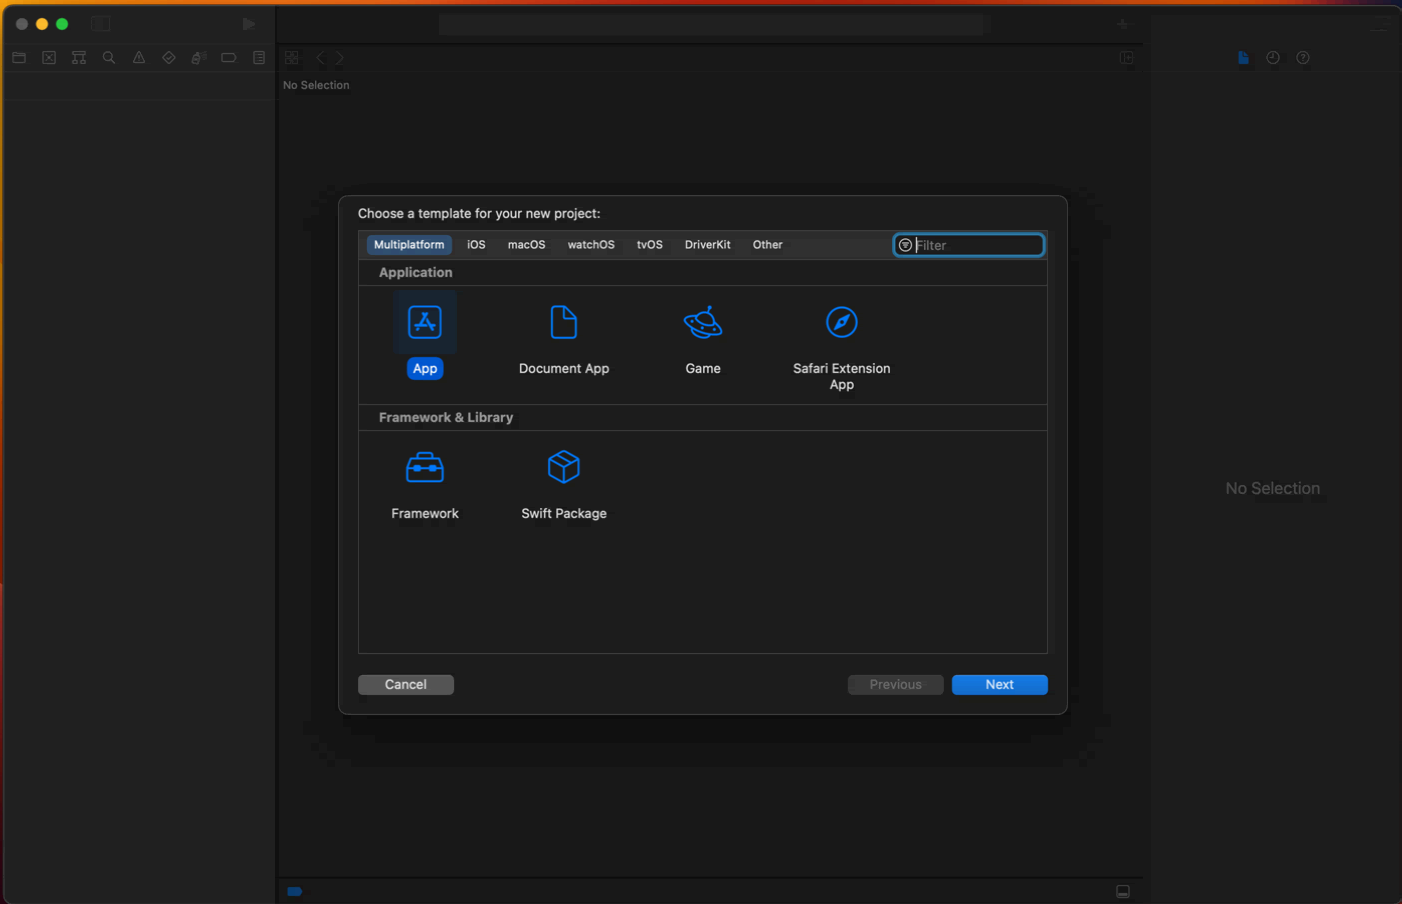 No Selection
Choose a template for your new project:
Multiplatform iOS macOS watchOS tvOS DriverKit Other Filter
Application
App Document App Game Safari Extension
App
Framework & Library
Framework Swift Package
No Selection
Cancel Previous Next